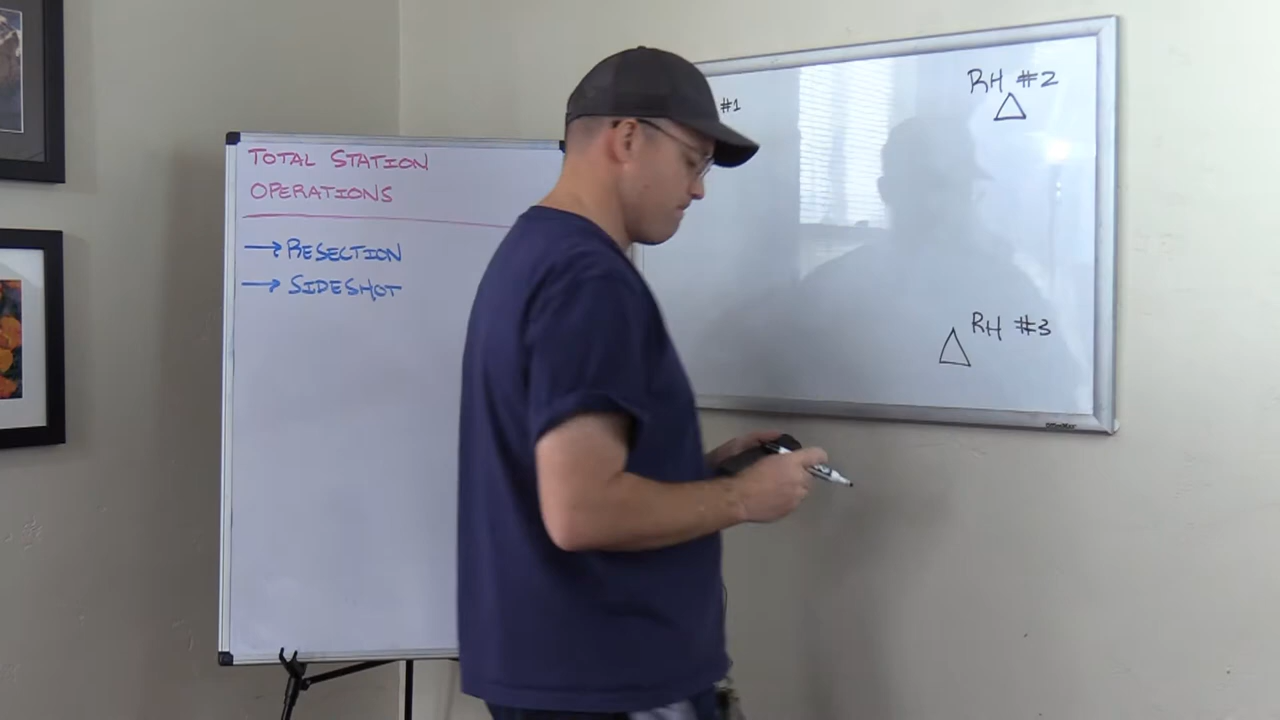 TOTAL STATION
OPERATIONS
→ RESECTION
→ SIDESHOT
#1
RH #2
RH #3